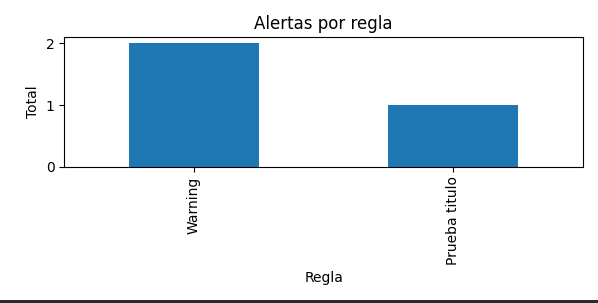 Alertas por regla
Total
2
1
0
Warning
Prueba titulo
Regla